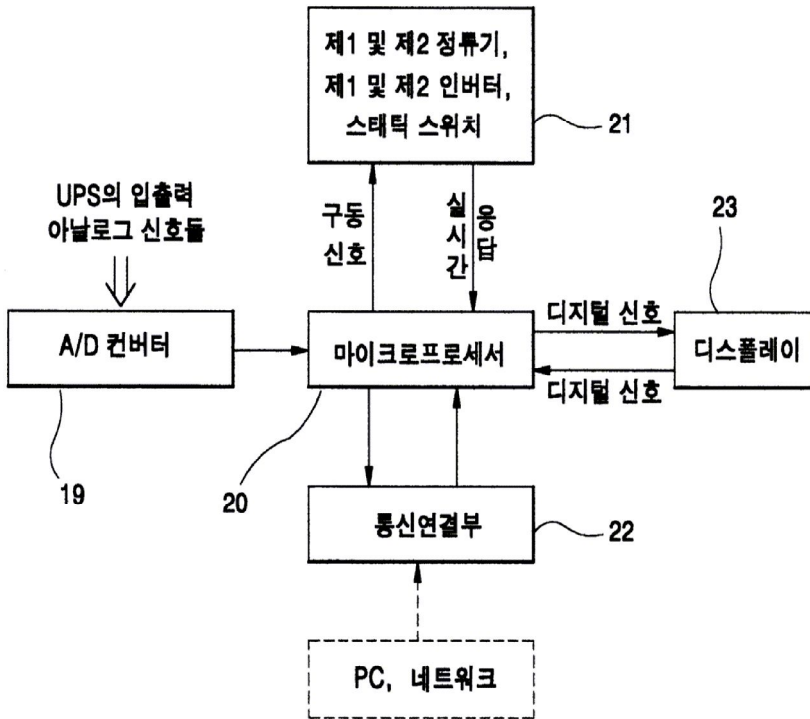 제1 및 제2 정류기,
제1 및 제2 인버터,
스태틱 스위치
21
UPS의 입출력
아날로그 신호들
구동
신호
실시간
응답
23
A/D 컨버터
마이크로프로세서
디지털 신호
디스플레이
디지털 신호
19
20
통신연결부
22
PC, 네트워크